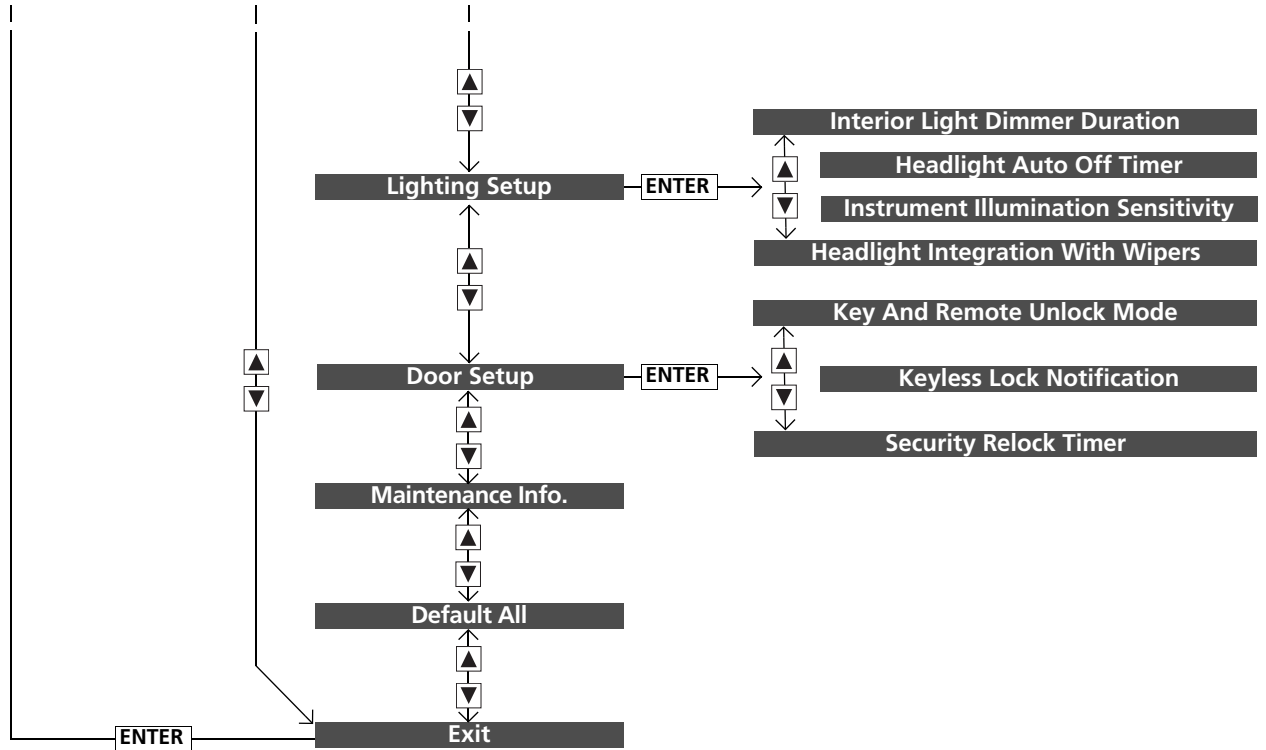 Interior Light Dimmer Duration
Headlight Auto Off Timer
Lighting Setup
ENTER
Instrument Illumination Sensitivity
Headlight Integration With Wipers
Key And Remote Unlock Mode
Door Setup
ENTER
Keyless Lock Notification
Security Relock Timer
Maintenance Info.
Default All
Exit
ENTER